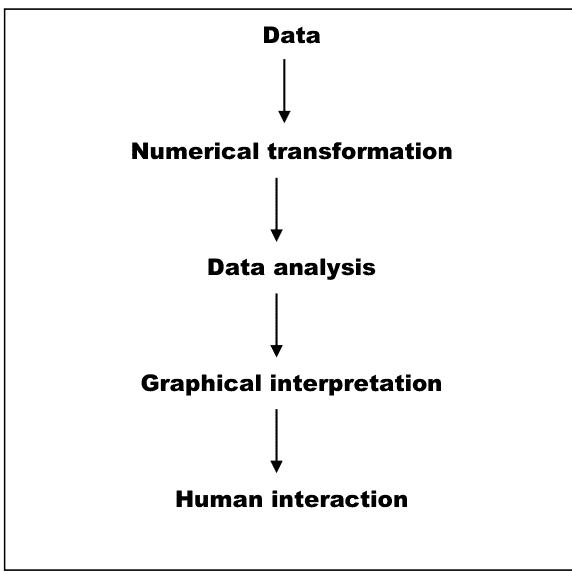 Data
Numerical transformation
Data analysis
Graphical interpretation
Human interaction